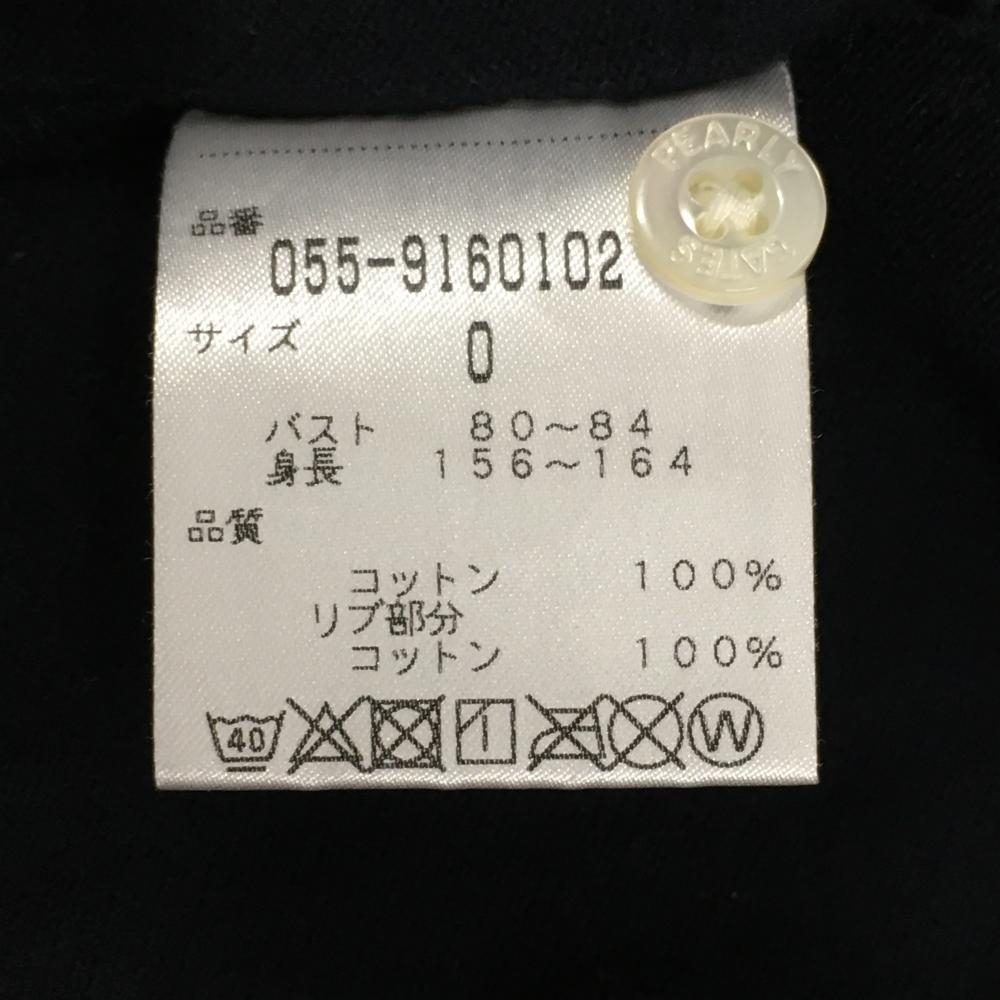 品番
055-9160102
サイズ
0
バスト 80～84
身長 156～164
品質
コットン 100%
リブ部分
コットン 100%
40
W
PEARLY
GATES